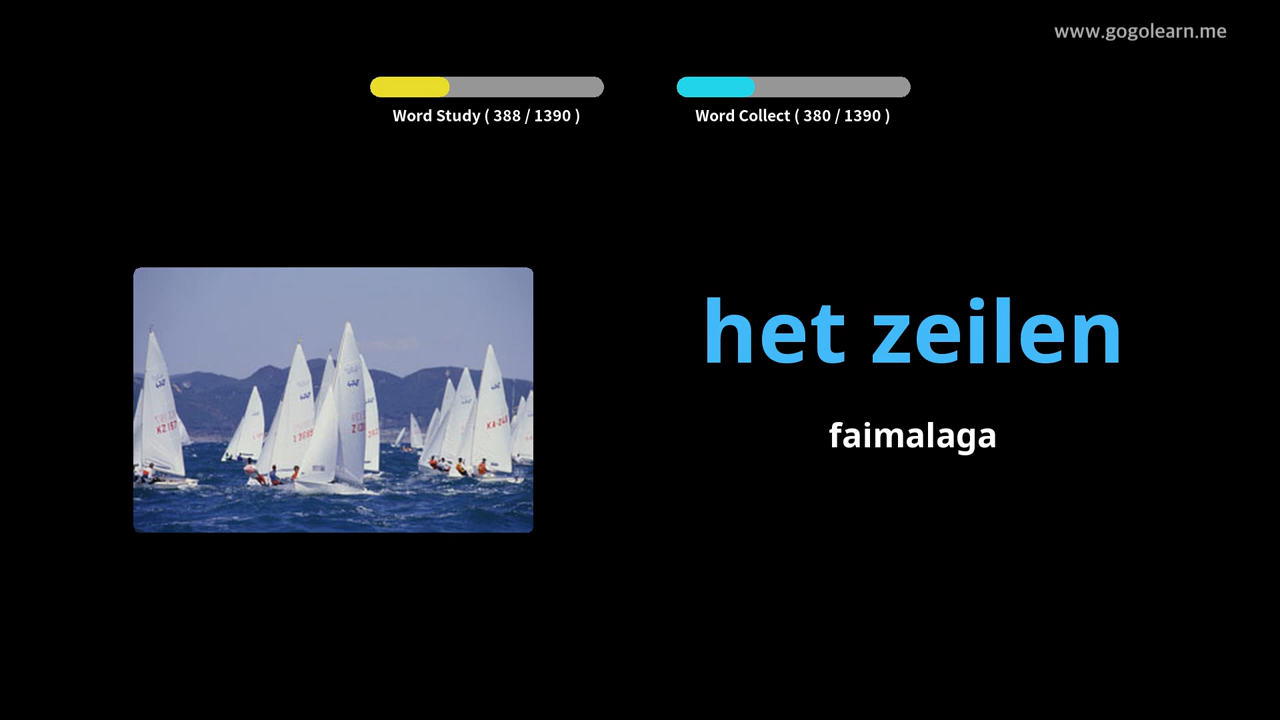 www.gogolearn.me
Word Study ( 388 / 1390 )
Word Collect ( 380 / 1390 )
het zeilen
faimalaga